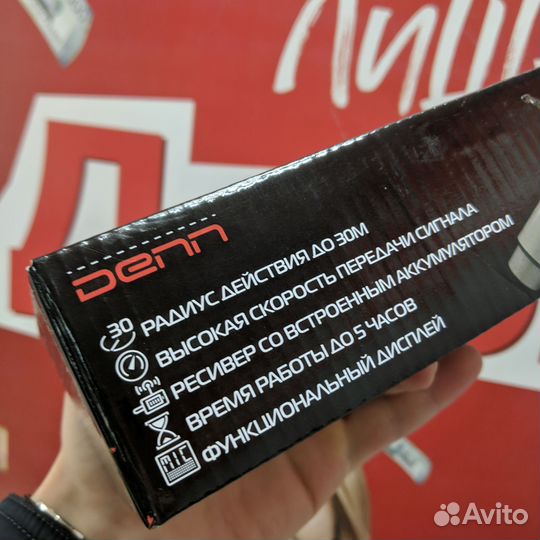 Лид
Д
DENN
30 РАДИУС ДЕЙСТВИЯ ДО 30М
ВЫСОКАЯ СКОРОСТЬ ПЕРЕДАЧИ СИГНАЛА
РЕСИВЕР СО ВСТРОЕННЫМ АККУМУЛЯТОРОМ
ВРЕМЯ РАБОТЫ ДО 5 ЧАСОВ
ФУНКЦИОНАЛЬНЫЙ ДИСПЛЕЙ
Avito